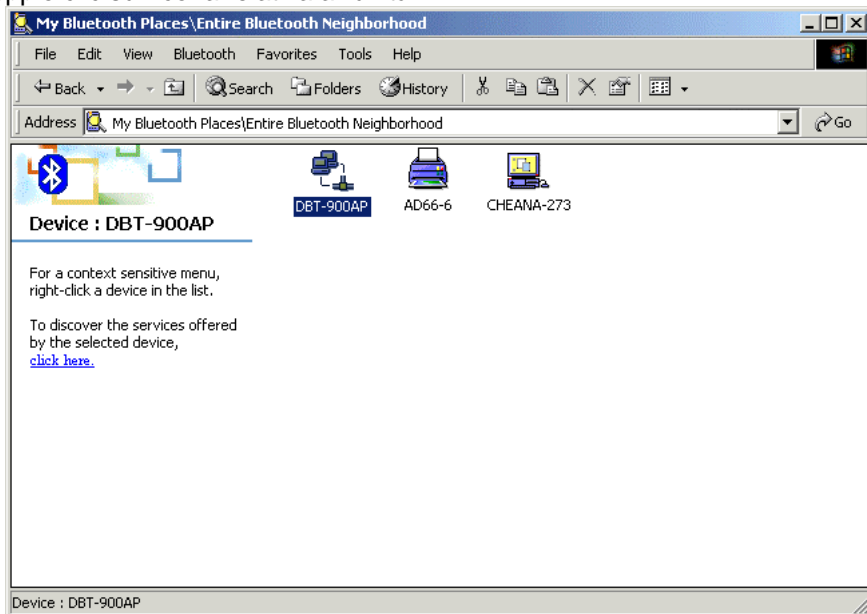 My Bluetooth Places\Entire Bluetooth Neighborhood
File Edit View Bluetooth Favorites Tools Help
Back Search Folders History
Address My Bluetooth Places\Entire Bluetooth Neighborhood Go
DBT-900AP AD66-6 CHEANA-273
Device : DBT-900AP
For a context sensitive menu,
right-click a device in the list.
To discover the services offered
by the selected device,
click here.
Device : DBT-900AP